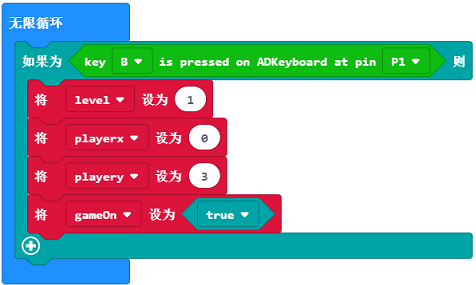 无限循环
如果为 key B is pressed on ADKeyboard at pin P1 则
将 level 设为 1
将 playerx 设为 0
将 playery 设为 3
将 gameOn 设为 true